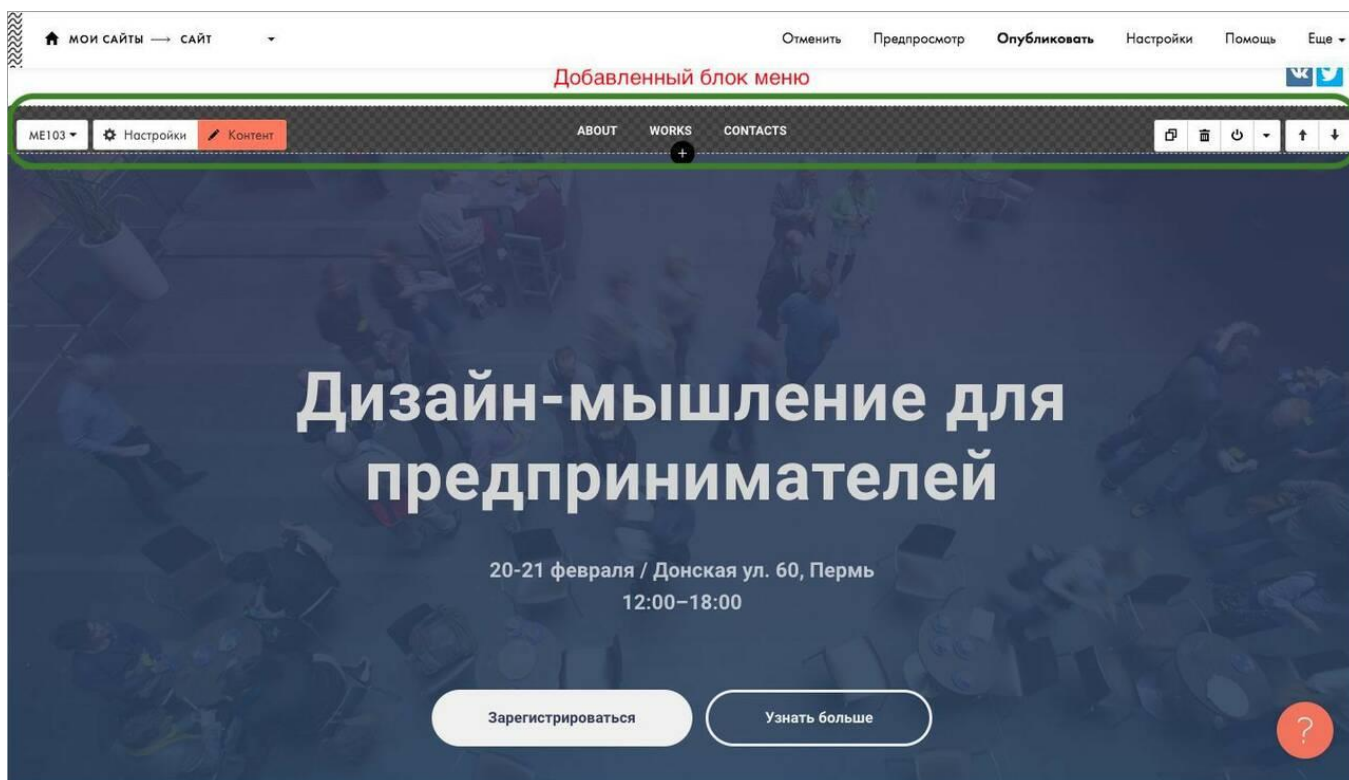 МОИ САЙТЫ → САЙТ
Отменить Предпросмотр Опубликовать Настройки Помощь Еще
Добавленный блок меню
ME103 Настройки Контент
ABOUT WORKS CONTACTS
Дизайн-мышление для
предпринимателей
20-21 февраля / Донская ул. 60, Пермь
12:00–18:00
Зарегистрироваться Узнать больше
?